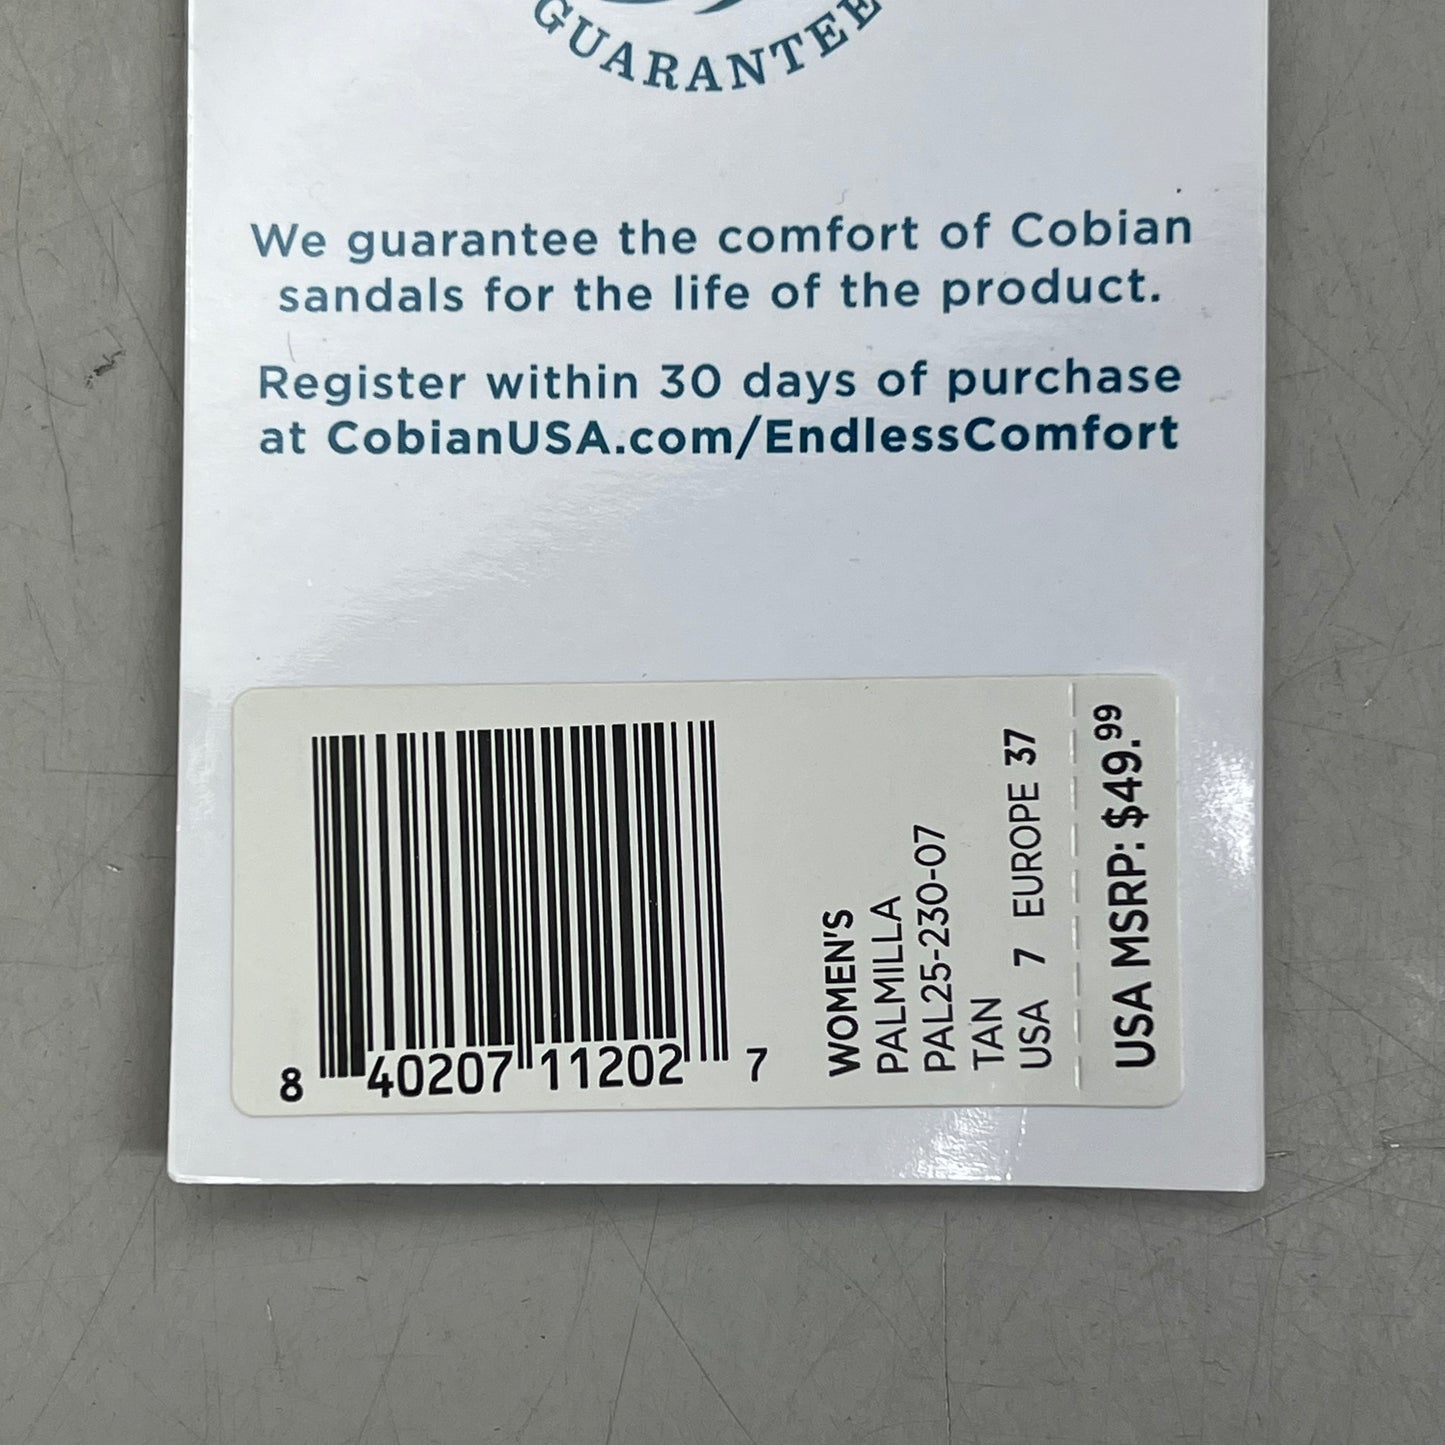 GUARANTEE
We guarantee the comfort of Cobian
sandals for the life of the product.
Register within 30 days of purchase
at CobianUSA.com/EndlessComfort
8 40207 11202 7
WOMEN'S
PALMILLA
PAL25-230-07
TAN
USA 7 EUROPE 37
USA MSRP: $49.99